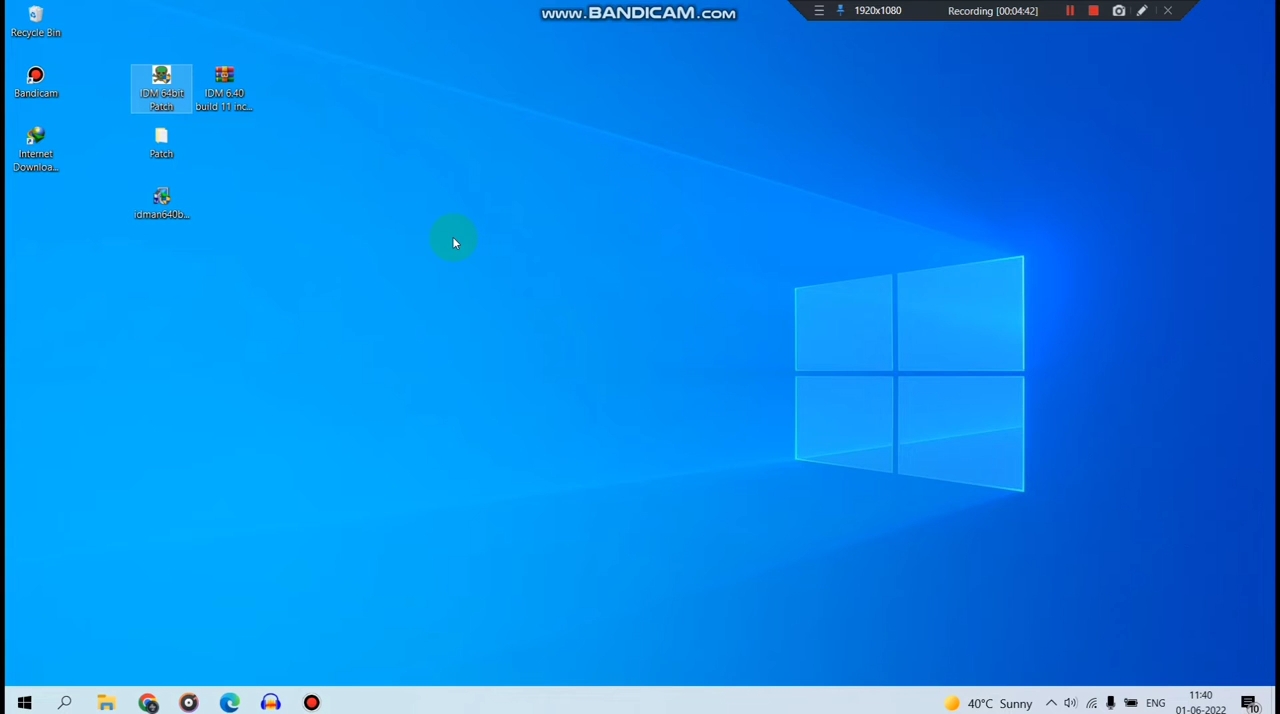 www.BANDICAM.com
1920x1080
Recording [00:04:42]
Recycle Bin
Bandicam
IDM 64bit
Patch
IDM 6.40
build 11 inc...
Internet
Downloa...
Patch
idman640b...
40°C Sunny
ENG
11:40
01-06-2022
10